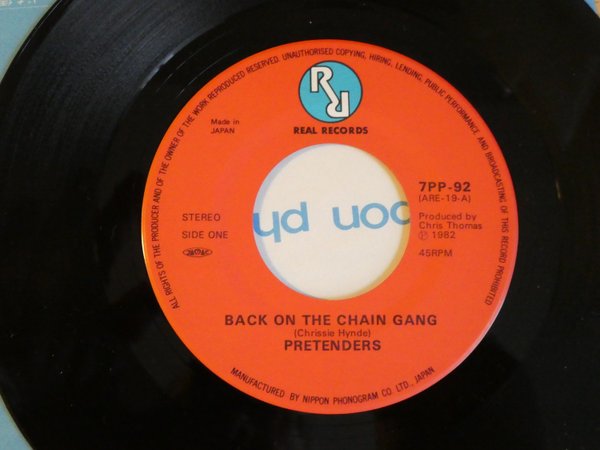 ALL RIGHTS OF THE PRODUCER AND OF THE OWNER OF THE WORK REPRODUCED RESERVED. UNAUTHORISED COPYING, HIRING, LENDING, PUBLIC PERFORMANCE AND BROADCASTING OF THIS RECORD PROHIBITED
RR
REAL RECORDS
Made in
JAPAN
7PP-92
(ARE-19-A)
STEREO
SIDE ONE
Produced by
Chris Thomas
℗ 1982
45RPM
BACK ON THE CHAIN GANG
(Chrissie Hynde)
PRETENDERS
MANUFACTURED BY NIPPON PHONOGRAM CO. LTD., JAPAN